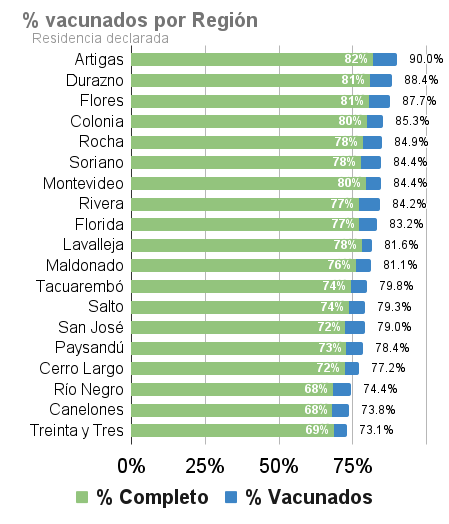 % vacunados por Región
Residencia declarada
Artigas 82% 90.0%
Durazno 81% 88.4%
Flores 81% 87.7%
Colonia 80% 85.3%
Rocha 78% 84.9%
Soriano 78% 84.4%
Montevideo 80% 84.4%
Rivera 77% 84.2%
Florida 77% 83.2%
Lavalleja 78% 81.6%
Maldonado 76% 81.1%
Tacuarembó 74% 79.8%
Salto 74% 79.3%
San José 72% 79.0%
Paysandú 73% 78.4%
Cerro Largo 72% 77.2%
Río Negro 68% 74.4%
Canelones 68% 73.8%
Treinta y Tres 69% 73.1%
0% 25% 50% 75%
% Completo % Vacunados